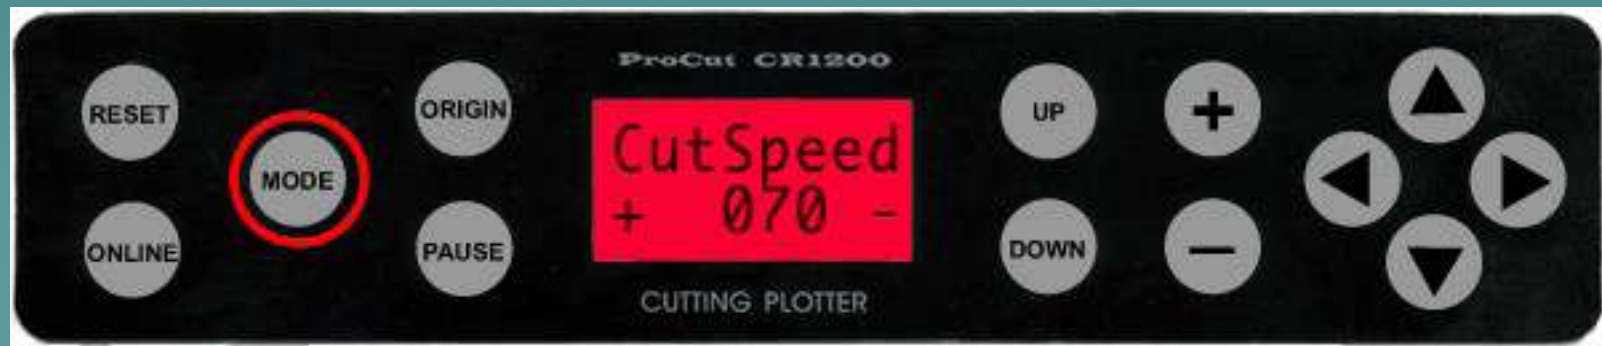 ProCut CR1200
RESET
MODE
ORIGIN
ONLINE
PAUSE
CutSpeed
+ 070 -
CUTTING PLOTTER
UP
+
DOWN
−